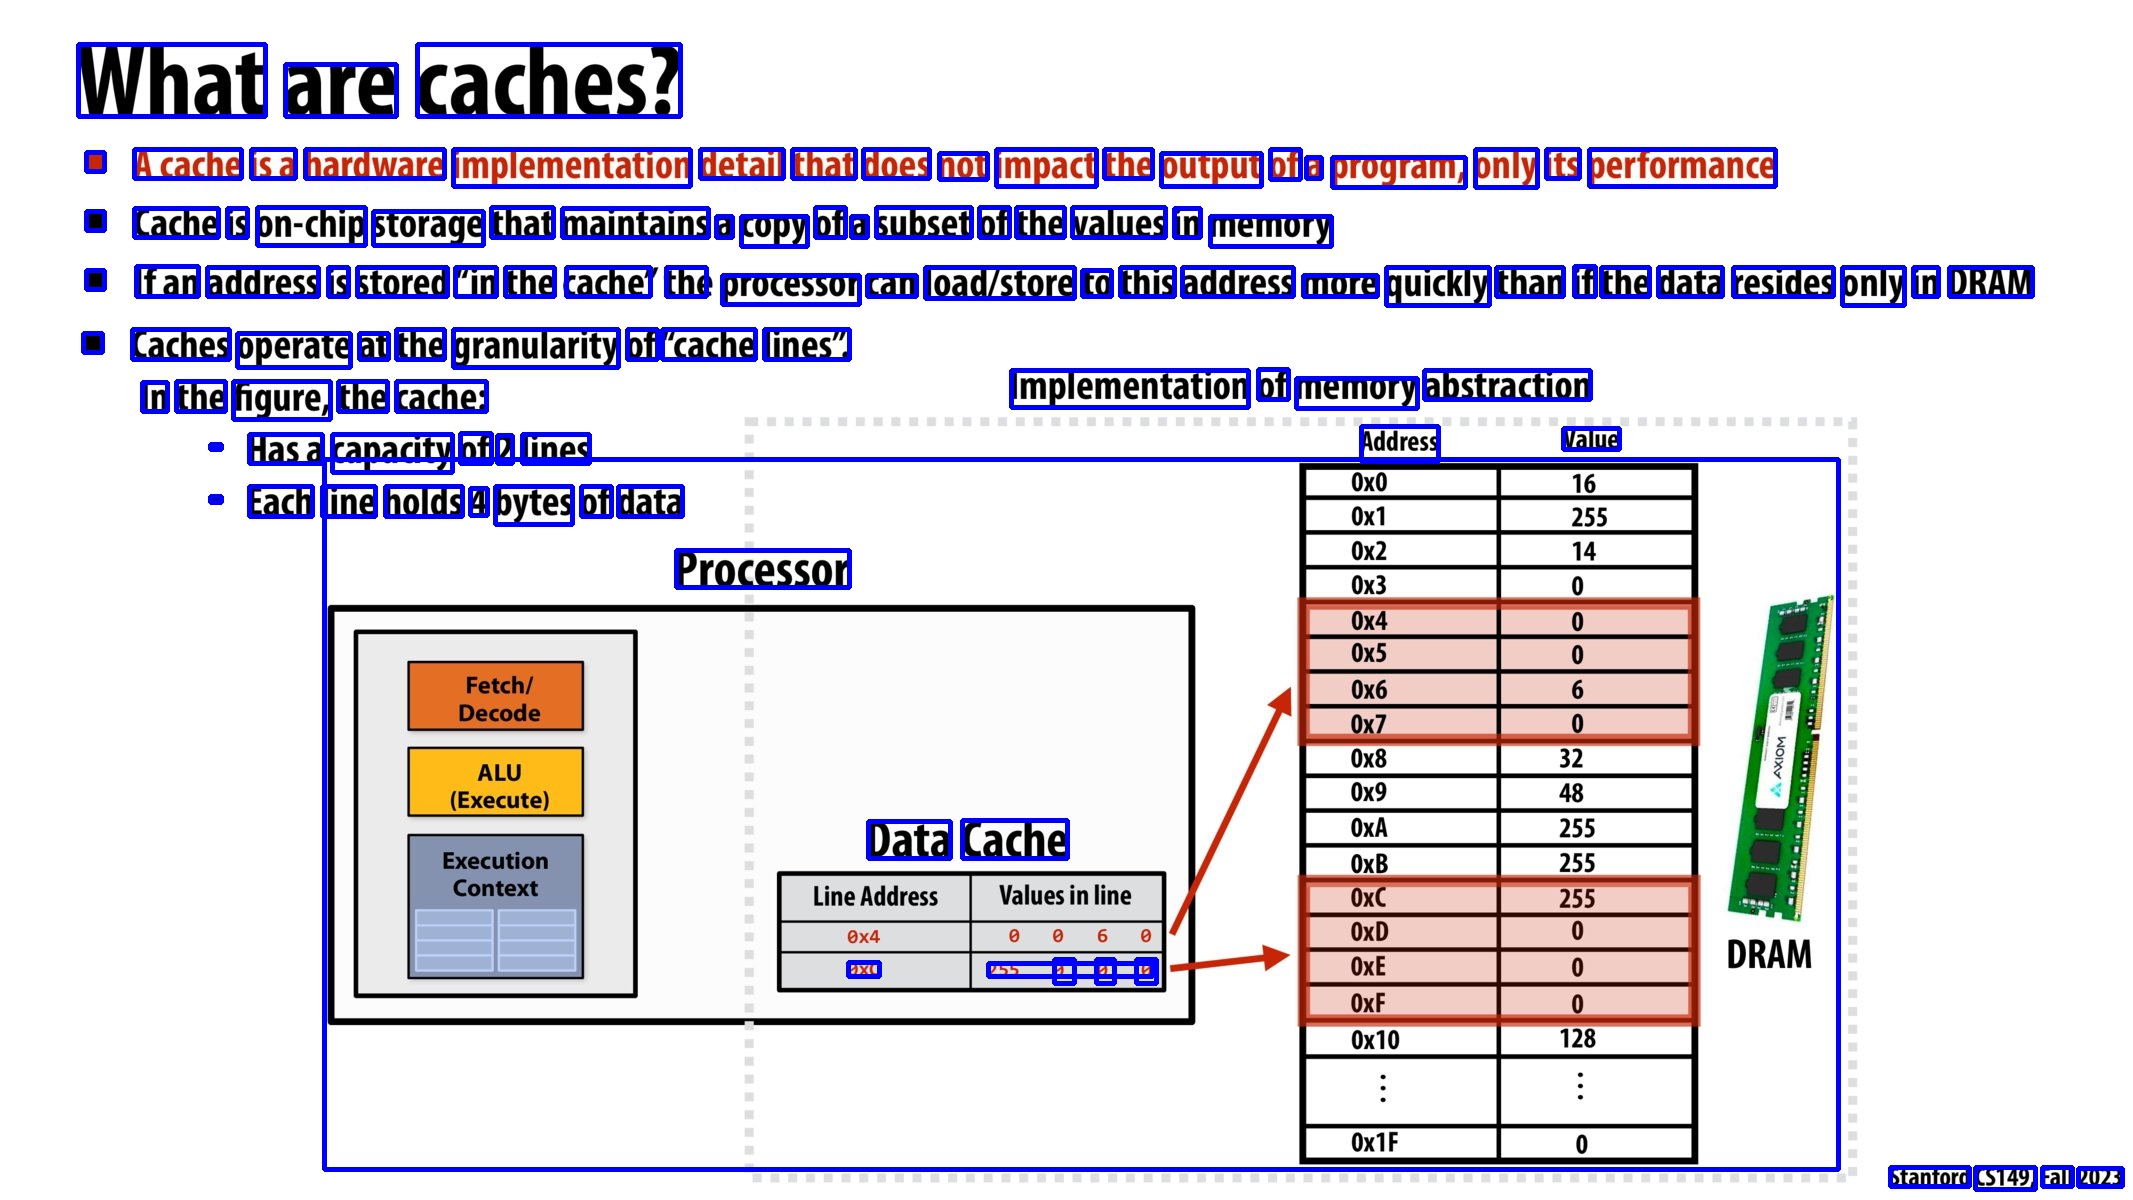 What are caches?
▪ A cache is a hardware implementation detail that does not impact the output of a program, only its performance
▪ Cache is on-chip storage that maintains a copy of a subset of the values in memory
▪ If an address is stored “in the cache” the processor can load/store to this address more quickly than if the data resides only in DRAM
▪ Caches operate at the granularity of “cache lines”.
In the figure, the cache:
- Has a capacity of 2 lines
- Each line holds 4 bytes of data
Implementation of memory abstraction
Processor
Fetch/
Decode
ALU
(Execute)
Execution
Context
Data Cache
Line Address Values in line
0x4 0 0 6 0
0xC 255 0 0 0
Address Value
0x0 16
0x1 255
0x2 14
0x3 0
0x4 0
0x5 0
0x6 6
0x7 0
0x8 32
0x9 48
0xA 255
0xB 255
0xC 255
0xD 0
0xE 0
0xF 0
0x10 128
⋮ ⋮
0x1F 0
AXIOM
DRAM
Stanford CS149, Fall 2023